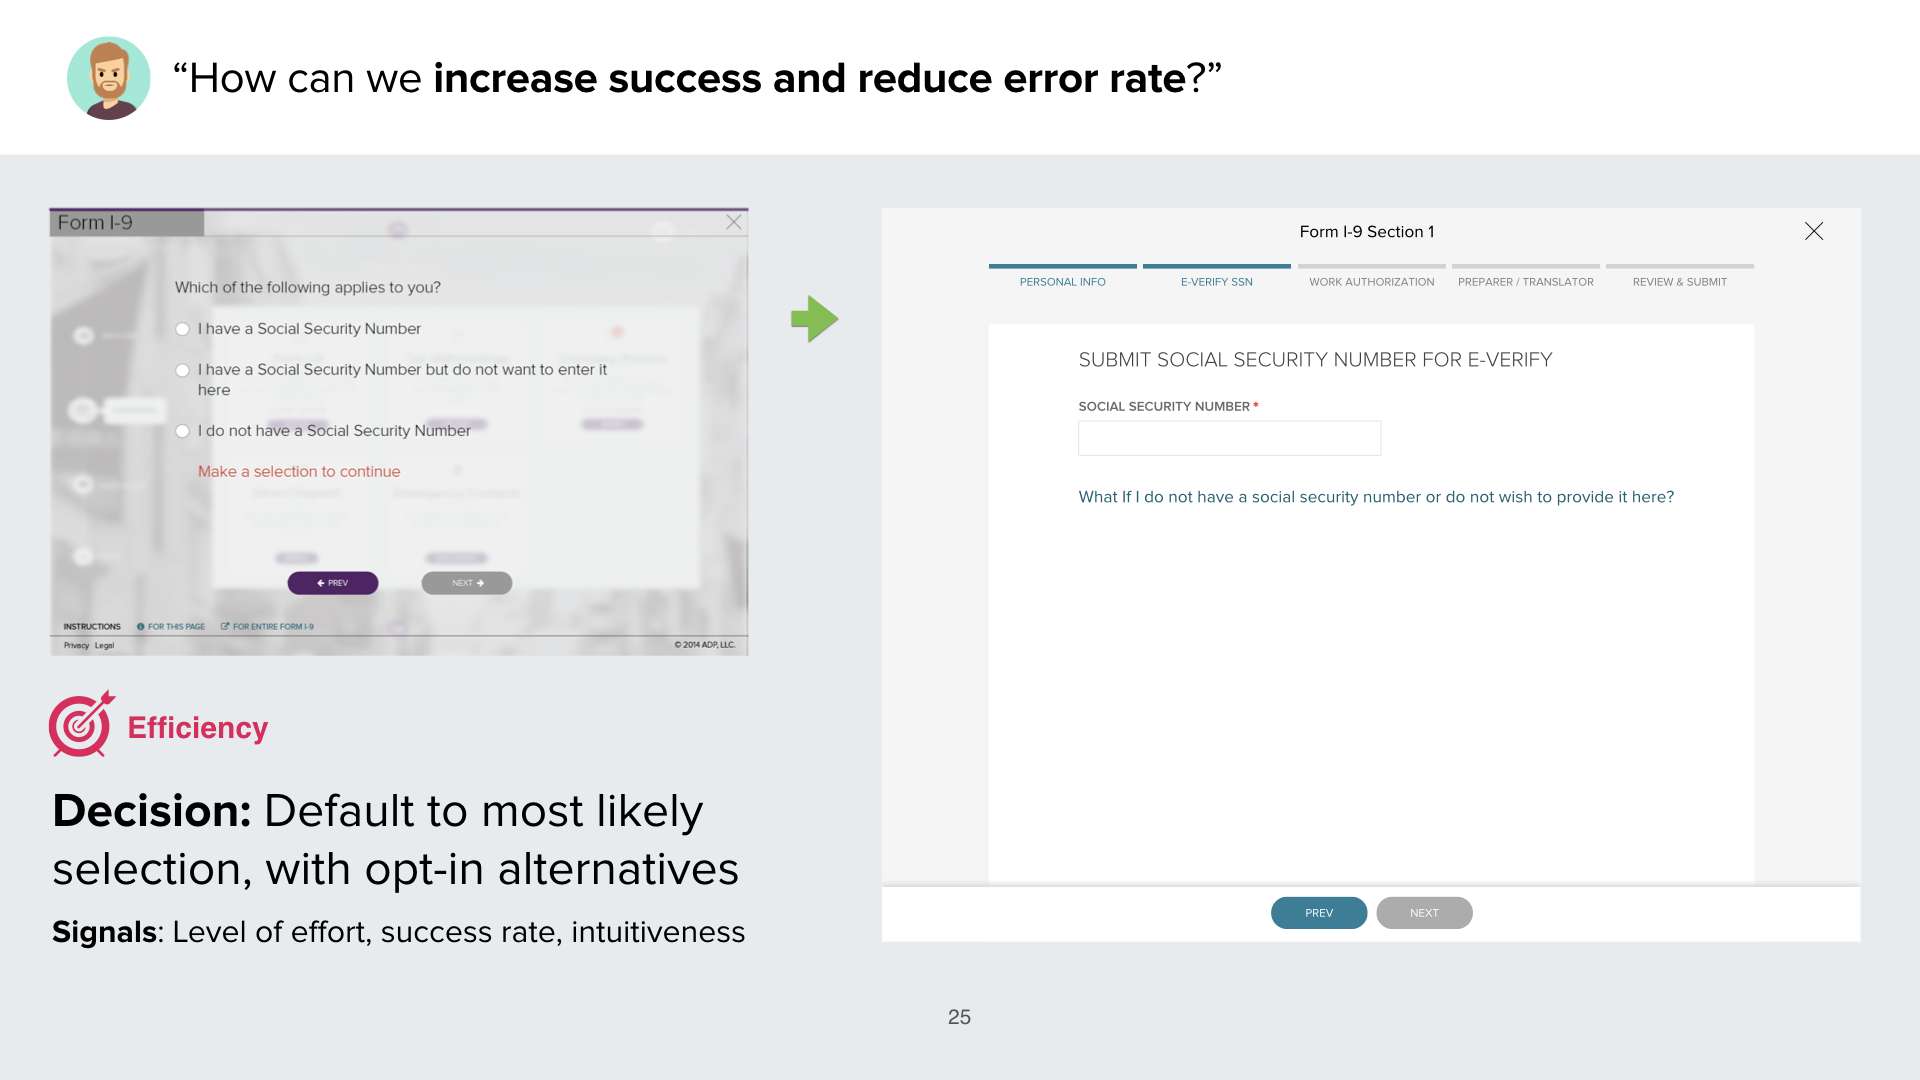 “How can we increase success and reduce error rate?”
Form I-9
Which of the following applies to you?
I have a Social Security Number
I have a Social Security Number but do not want to enter it
here
I do not have a Social Security Number
Make a selection to continue
PREV
NEXT
INSTRUCTIONS FOR THIS PAGE FOR ENTIRE FORM I-9
Privacy Legal
© 2014 ADP, LLC.
Form I-9 Section 1
PERSONAL INFO
E-VERIFY SSN
WORK AUTHORIZATION
PREPARER / TRANSLATOR
REVIEW & SUBMIT
SUBMIT SOCIAL SECURITY NUMBER FOR E-VERIFY
SOCIAL SECURITY NUMBER *
What If I do not have a social security number or do not wish to provide it here?
PREV
NEXT
Efficiency
Decision: Default to most likely
selection, with opt-in alternatives
Signals: Level of effort, success rate, intuitiveness
25